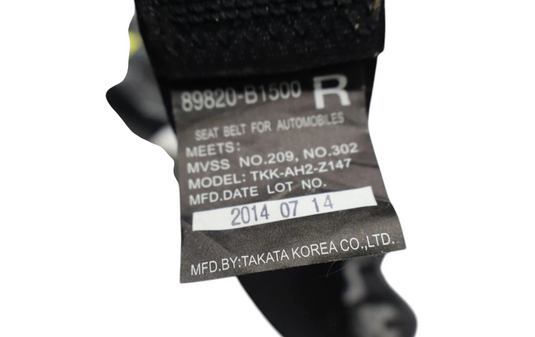 89820-B1500 R
SEAT BELT FOR AUTOMOBILES
MEETS:
MVSS NO.209, NO.302
MODEL: TKK-AH2-Z147
MFD.DATE LOT NO.
2014 07 14
MFD.BY:TAKATA KOREA CO.,LTD.